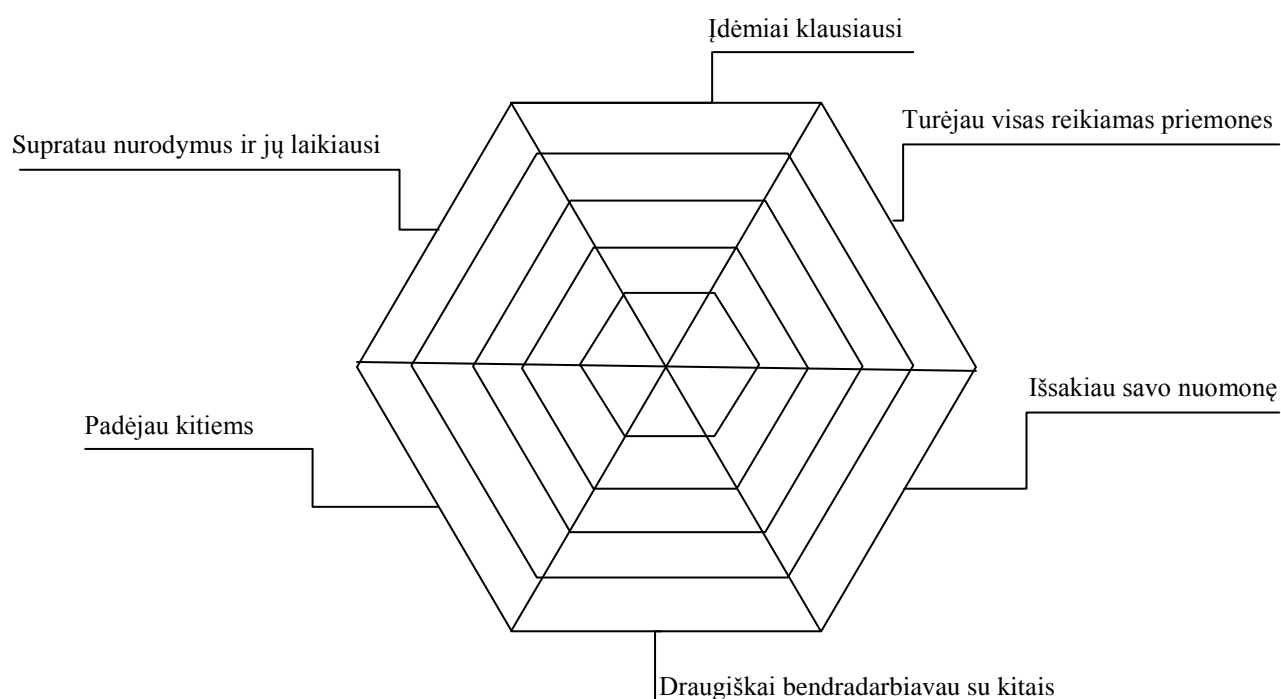 Įdėmiai klausiausi
Turėjau visas reikiamas priemones
Supratau nurodymus ir jų laikiausi
Išsakiau savo nuomonę
Padėjau kitiems
Draugiškai bendradarbiavau su kitais